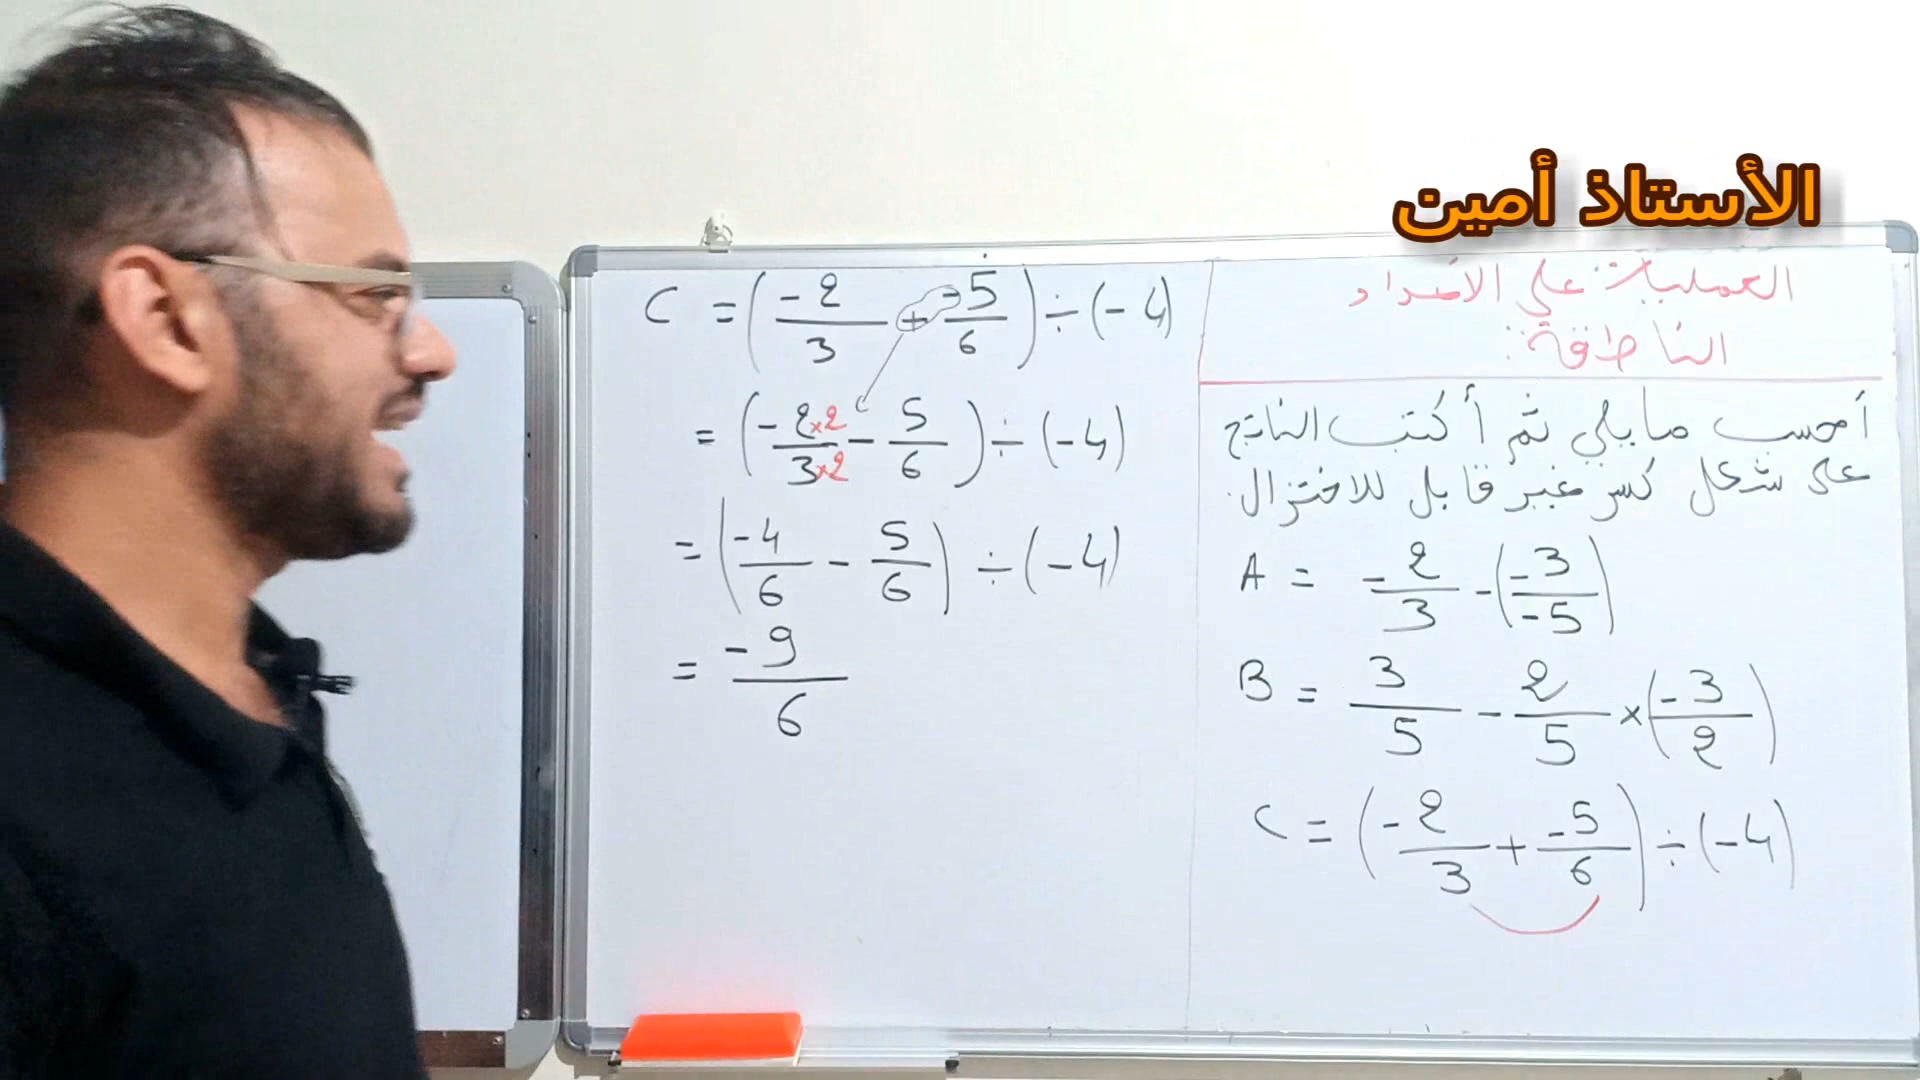 الأستاذ أمين
العمليات على الأعداد
الناطقة:
أحسب مايلي ثم أكتب الناتج
على شكل كسر غير قابل للاختزال.
A = -2/3 - (-3/-5)
B = 3/5 - 2/5 × (-3/2)
C = (-2/3 + -5/6) ÷ (-4)
C = (-2/3 + -5/6) ÷ (-4)
= (-2×2/3×2 - 5/6) ÷ (-4)
= (-4/6 - 5/6) ÷ (-4)
= -9/6